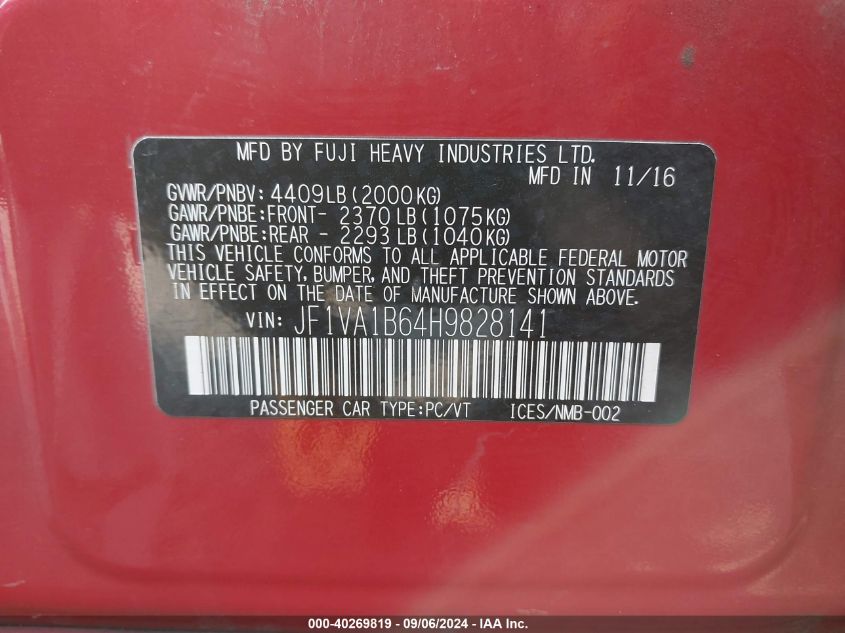 MFD BY FUJI HEAVY INDUSTRIES LTD.
MFD IN 11/16
GVWR/PNBV: 4409LB(2000KG)
GAWR/PNBE:FRONT- 2370LB(1075KG)
GAWR/PNBE:REAR - 2293LB(1040KG)
THIS VEHICLE CONFORMS TO ALL APPLICABLE FEDERAL MOTOR
VEHICLE SAFETY, BUMPER, AND THEFT PREVENTION STANDARDS
IN EFFECT ON THE DATE OF MANUFACTURE SHOWN ABOVE.
VIN: JF1VA1B64H9828141
PASSENGER CAR TYPE:PC/VT ICES/NMB-002
000-40269819 - 09/06/2024 - IAA Inc.